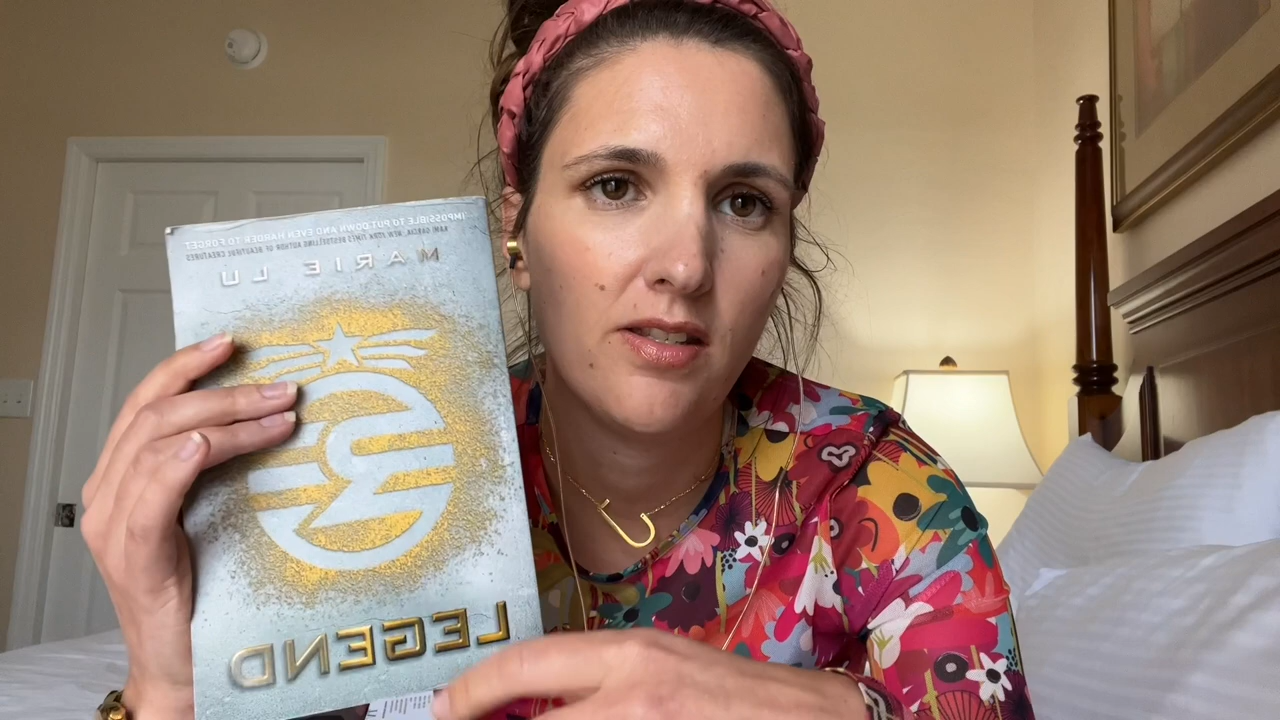 "IMPOSSIBLE TO PUT DOWN AND EVEN HARDER TO FORGET"
KAMI GARCIA, NEW YORK TIMES BESTSELLING AUTHOR OF BEAUTIFUL CREATURES
MARIE LU
LEGEND